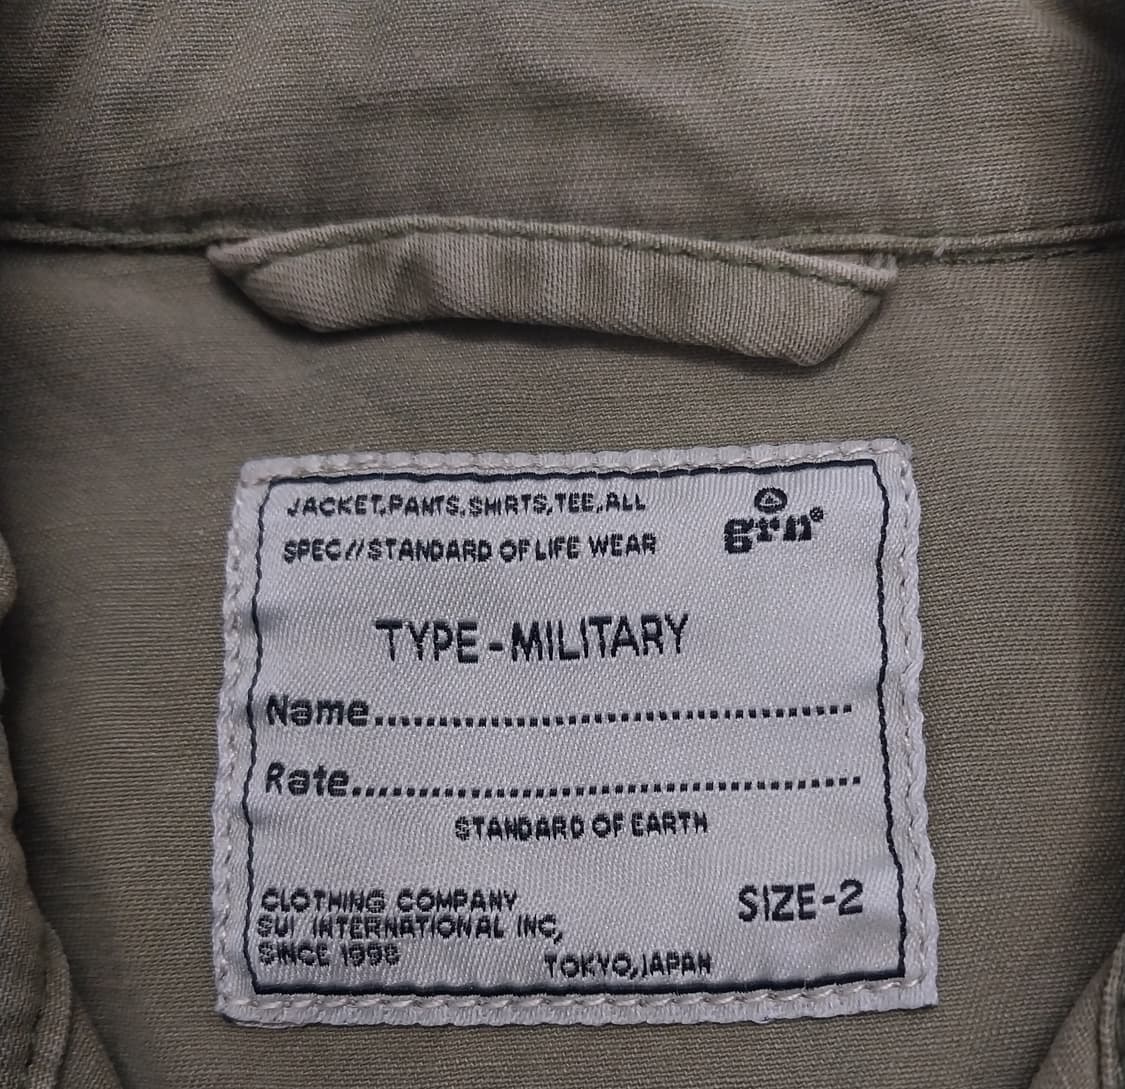 JACKET,PANTS,SHIRTS,TEE,ALL
grn®
SPEC//STANDARD OF LIFE WEAR
TYPE-MILITARY
Name....................................
Rate....................................
STANDARD OF EARTH
CLOTHING COMPANY
SUI INTERNATIONAL INC,
SINCE 1998
SIZE-2
TOKYO,JAPAN